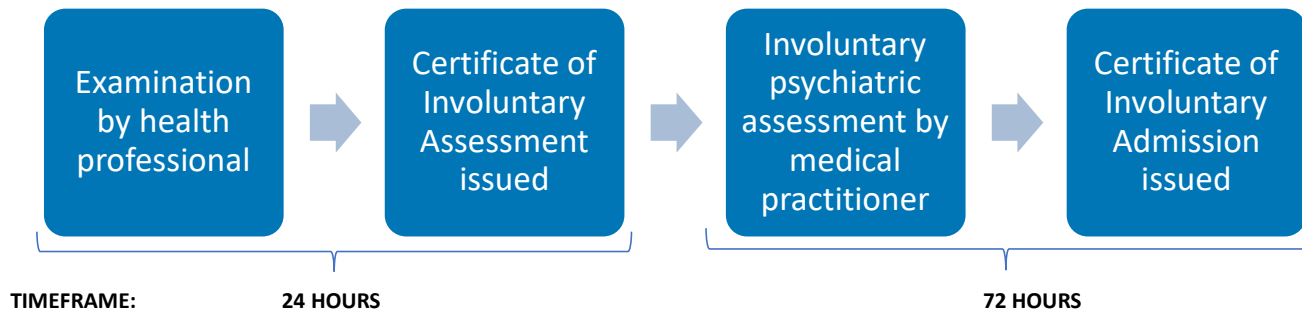 Examination
by health
professional
Certificate of
Involuntary
Assessment
issued
Involuntary
psychiatric
assessment by
medical
practitioner
Certificate of
Involuntary
Admission
issued
TIMEFRAME: 24 HOURS 72 HOURS